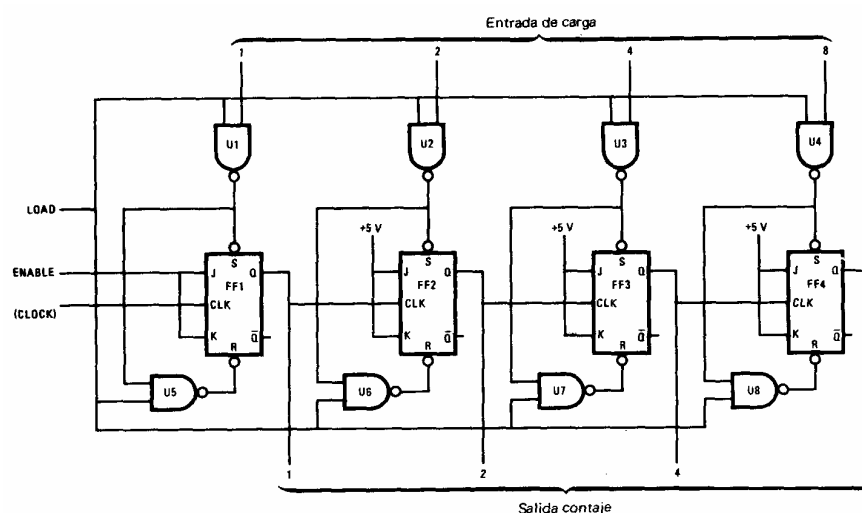 Entrada de carga
1 2 4 8
U1 U2 U3 U4
LOAD
+5 V +5 V +5 V
S S S S
ENABLE
J Q J Q J Q J Q
FF1 FF2 FF3 FF4
(CLOCK)
CLK CLK CLK CLK
K Q̅ K Q̅ K Q̅ K Q̅
R R R R
U5 U6 U7 U8
1 2 4
Salida contaje